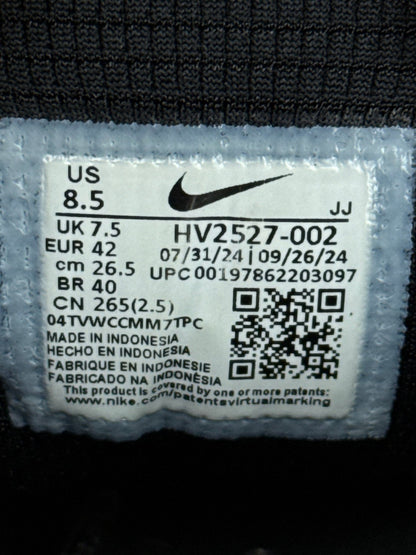 US
8.5
JJ
UK 7.5
HV2527-002
EUR 42
07/31/24 | 09/26/24
cm 26.5
UPC 00197862203097
BR 40
CN 265(2.5)
04TVWCCMM7TPC
MADE IN INDONESIA
HECHO EN INDONESIA
FABRIQUE EN INDONESIE
FABRICADO NA INDONÉSIA
This product is covered by one or more patents:
www.nike.com/patentsvirtualmarking